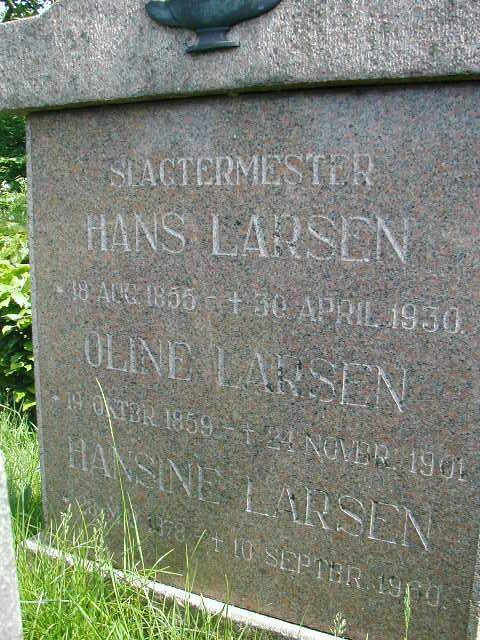 SLAGTERMESTER
HANS LARSEN
* 18 AUG. 1855 - † 30 APRIL 1930.
OLINE LARSEN
* 19 OKTBR. 1859 - † 24 NOVBR. 1901
HANSINE LARSEN
† 10 SEPTBR.